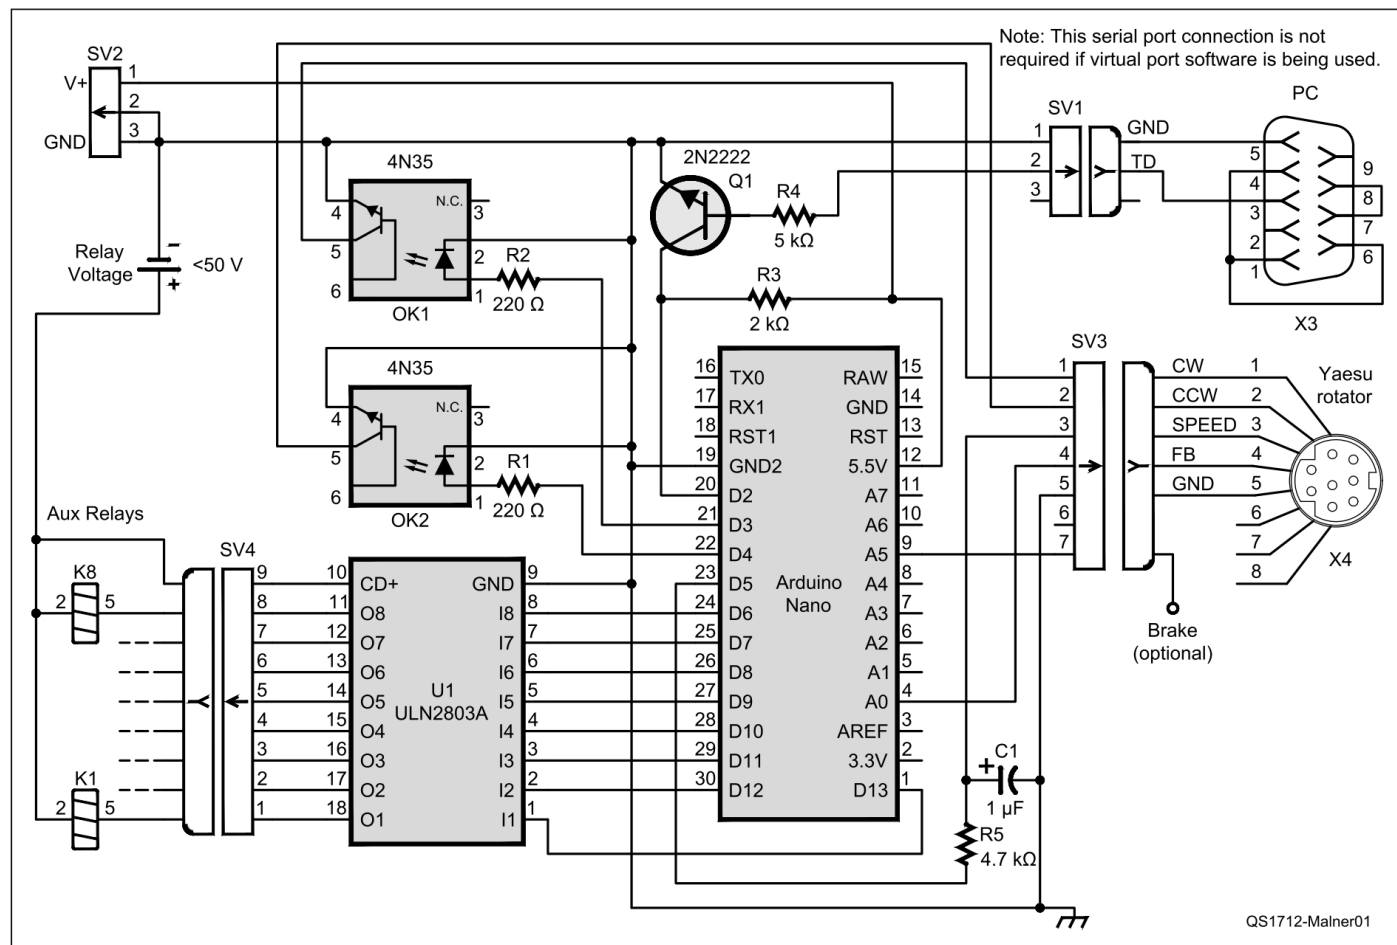 Note: This serial port connection is not
required if virtual port software is being used.
SV2
V+
1
2
GND
3
SV1
1
2
3
GND
TD
PC
5
4
3
2
1
9
8
7
6
X3
4N35
4
5
6
N.C.
3
2
1
OK1
R2
220 Ω
2N2222
Q1
R4
5 kΩ
R3
2 kΩ
Relay
Voltage
–
+
<50 V
4N35
4
5
6
N.C.
3
2
1
OK2
R1
220 Ω
SV3
1
2
3
4
5
6
7
CW 1
CCW 2
SPEED 3
FB 4
GND 5
6
7
8
Yaesu
rotator
X4
Brake
(optional)
16 TX0 RAW 15
17 RX1 GND 14
18 RST1 RST 13
19 GND2 5.5V 12
20 D2 A7 11
21 D3 A6 10
22 D4 A5 9
23 D5 A4 8
24 D6 A3 7
25 D7 A2 6
26 D8 A1 5
27 D9 A0 4
28 D10 AREF 3
29 D11 3.3V 2
30 D12 D13 1
Arduino
Nano
Aux Relays
K8
2 5
K1
2 5
SV4
9 10 CD+ GND 9
8 11 O8 I8 8
7 12 O7 I7 7
6 13 O6 I6 6
5 14 O5 I5 5
4 15 O4 I4 4
3 16 O3 I3 3
2 17 O2 I2 2
1 18 O1 I1 1
U1
ULN2803A
+
C1
1 µF
R5
4.7 kΩ
QS1712-Malner01